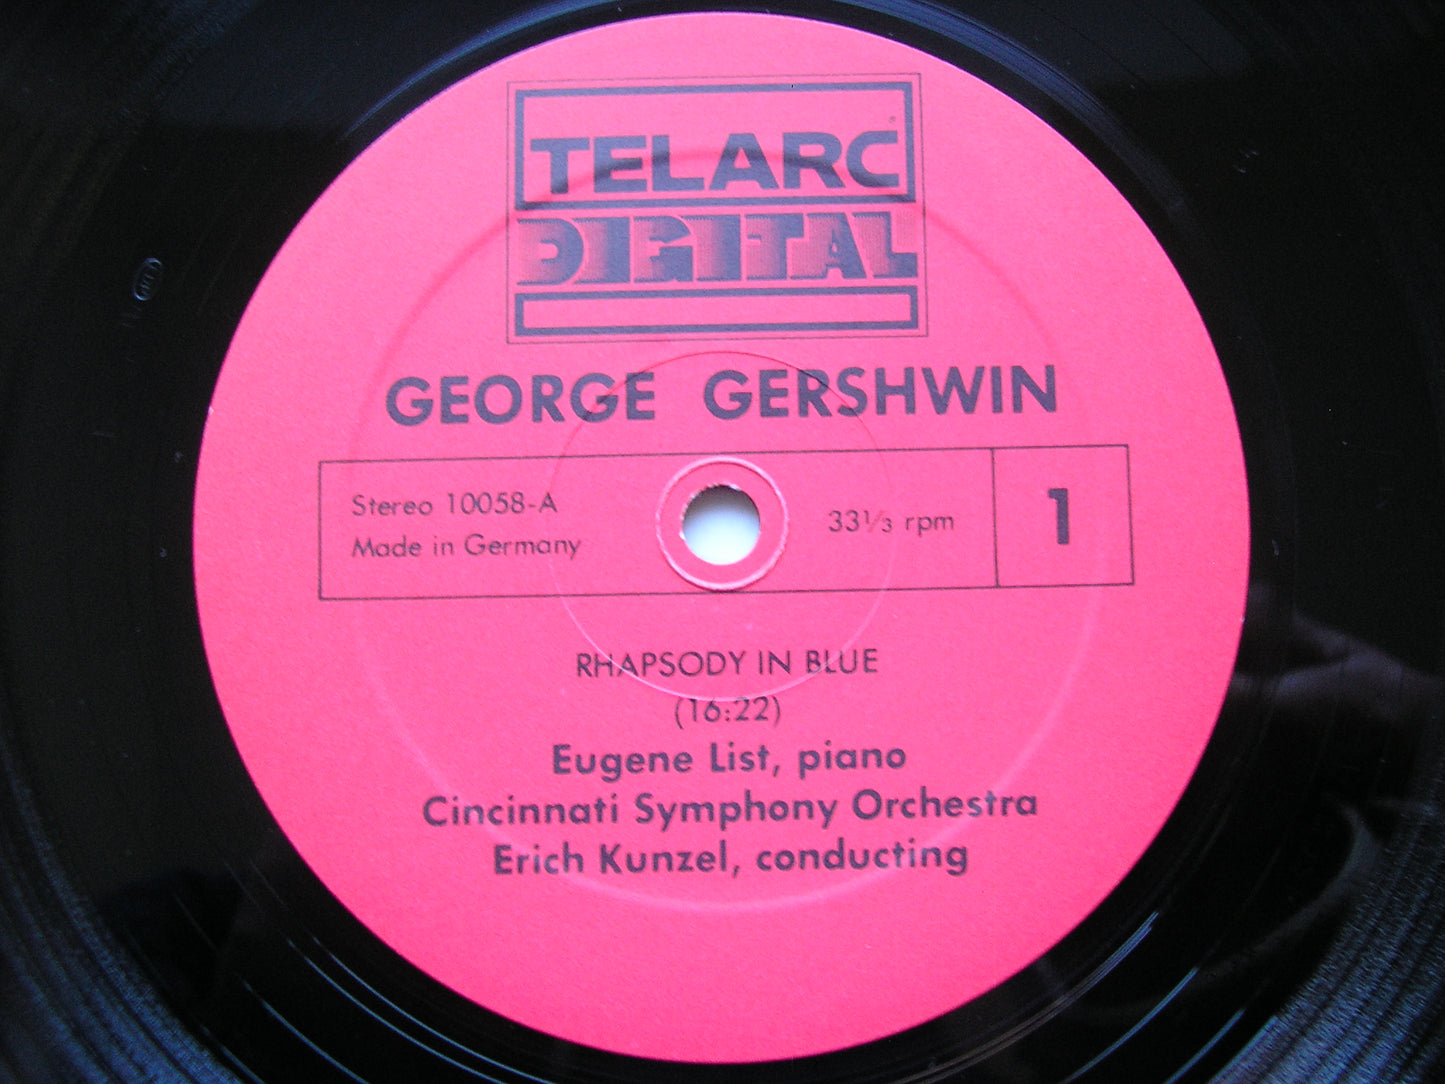 TELARC®
DIGITAL
GEORGE GERSHWIN
Stereo 10058-A
Made in Germany
33⅓ rpm
1
RHAPSODY IN BLUE
(16:22)
Eugene List, piano
Cincinnati Symphony Orchestra
Erich Kunzel, conducting